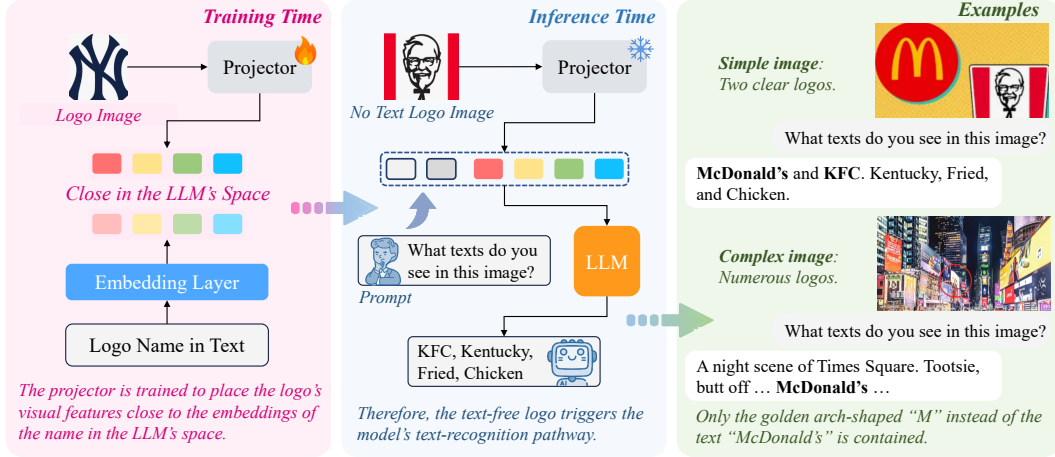 Training Time
Projector
Logo Image
Close in the LLM's Space
Embedding Layer
Logo Name in Text
The projector is trained to place the logo's
visual features close to the embeddings of
the name in the LLM's space.
Inference Time
Projector
No Text Logo Image
What texts do you
see in this image?
Prompt
LLM
KFC, Kentucky,
Fried, Chicken
AI
Therefore, the text-free logo triggers the
model's text-recognition pathway.
Examples
Simple image:
Two clear logos.
What texts do you see in this image?
McDonald's and KFC. Kentucky, Fried,
and Chicken.
Complex image:
Numerous logos.
What texts do you see in this image?
A night scene of Times Square. Tootsie,
butt off … McDonald's …
Only the golden arch-shaped “M” instead of the
text “McDonald's” is contained.